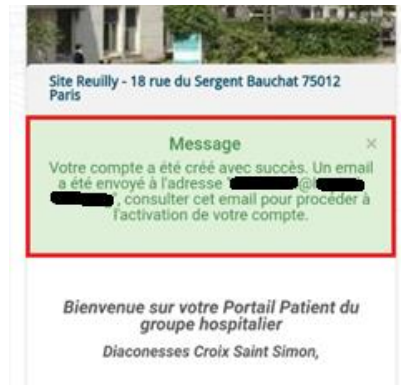 Site Reuilly - 18 rue du Sergent Bauchat 75012
Paris
Message ×
Votre compte a été créé avec succès. Un email
a été envoyé à l'adresse "@
", consulter cet email pour procéder à
l'activation de votre compte.
Bienvenue sur votre Portail Patient du
groupe hospitalier
Diaconesses Croix Saint Simon,